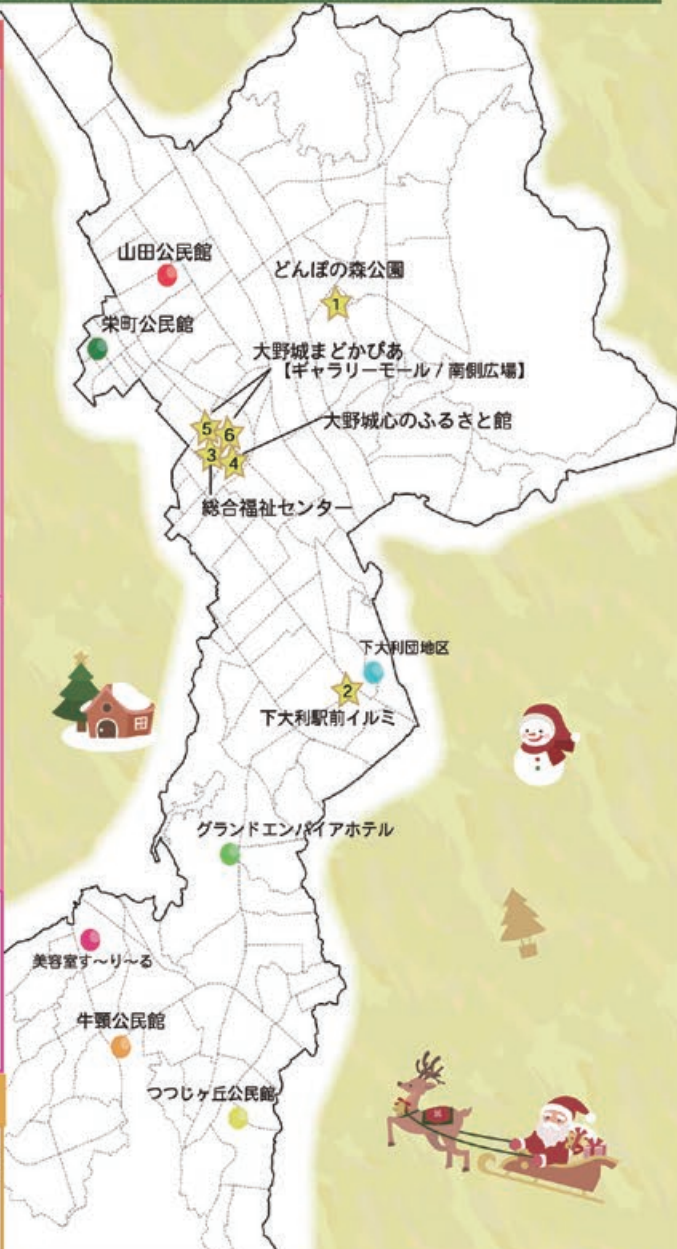 山田公民館
どんぽの森公園
1
栄町公民館
大野城まどかぴあ
【ギャラリーモール / 南側広場】
5
6
大野城心のふるさと館
3
4
総合福祉センター
下大利団地区
2
下大利駅前イルミ
グランドエンパイアホテル
美容室す〜り〜る
牛頸公民館
つつじヶ丘公民館